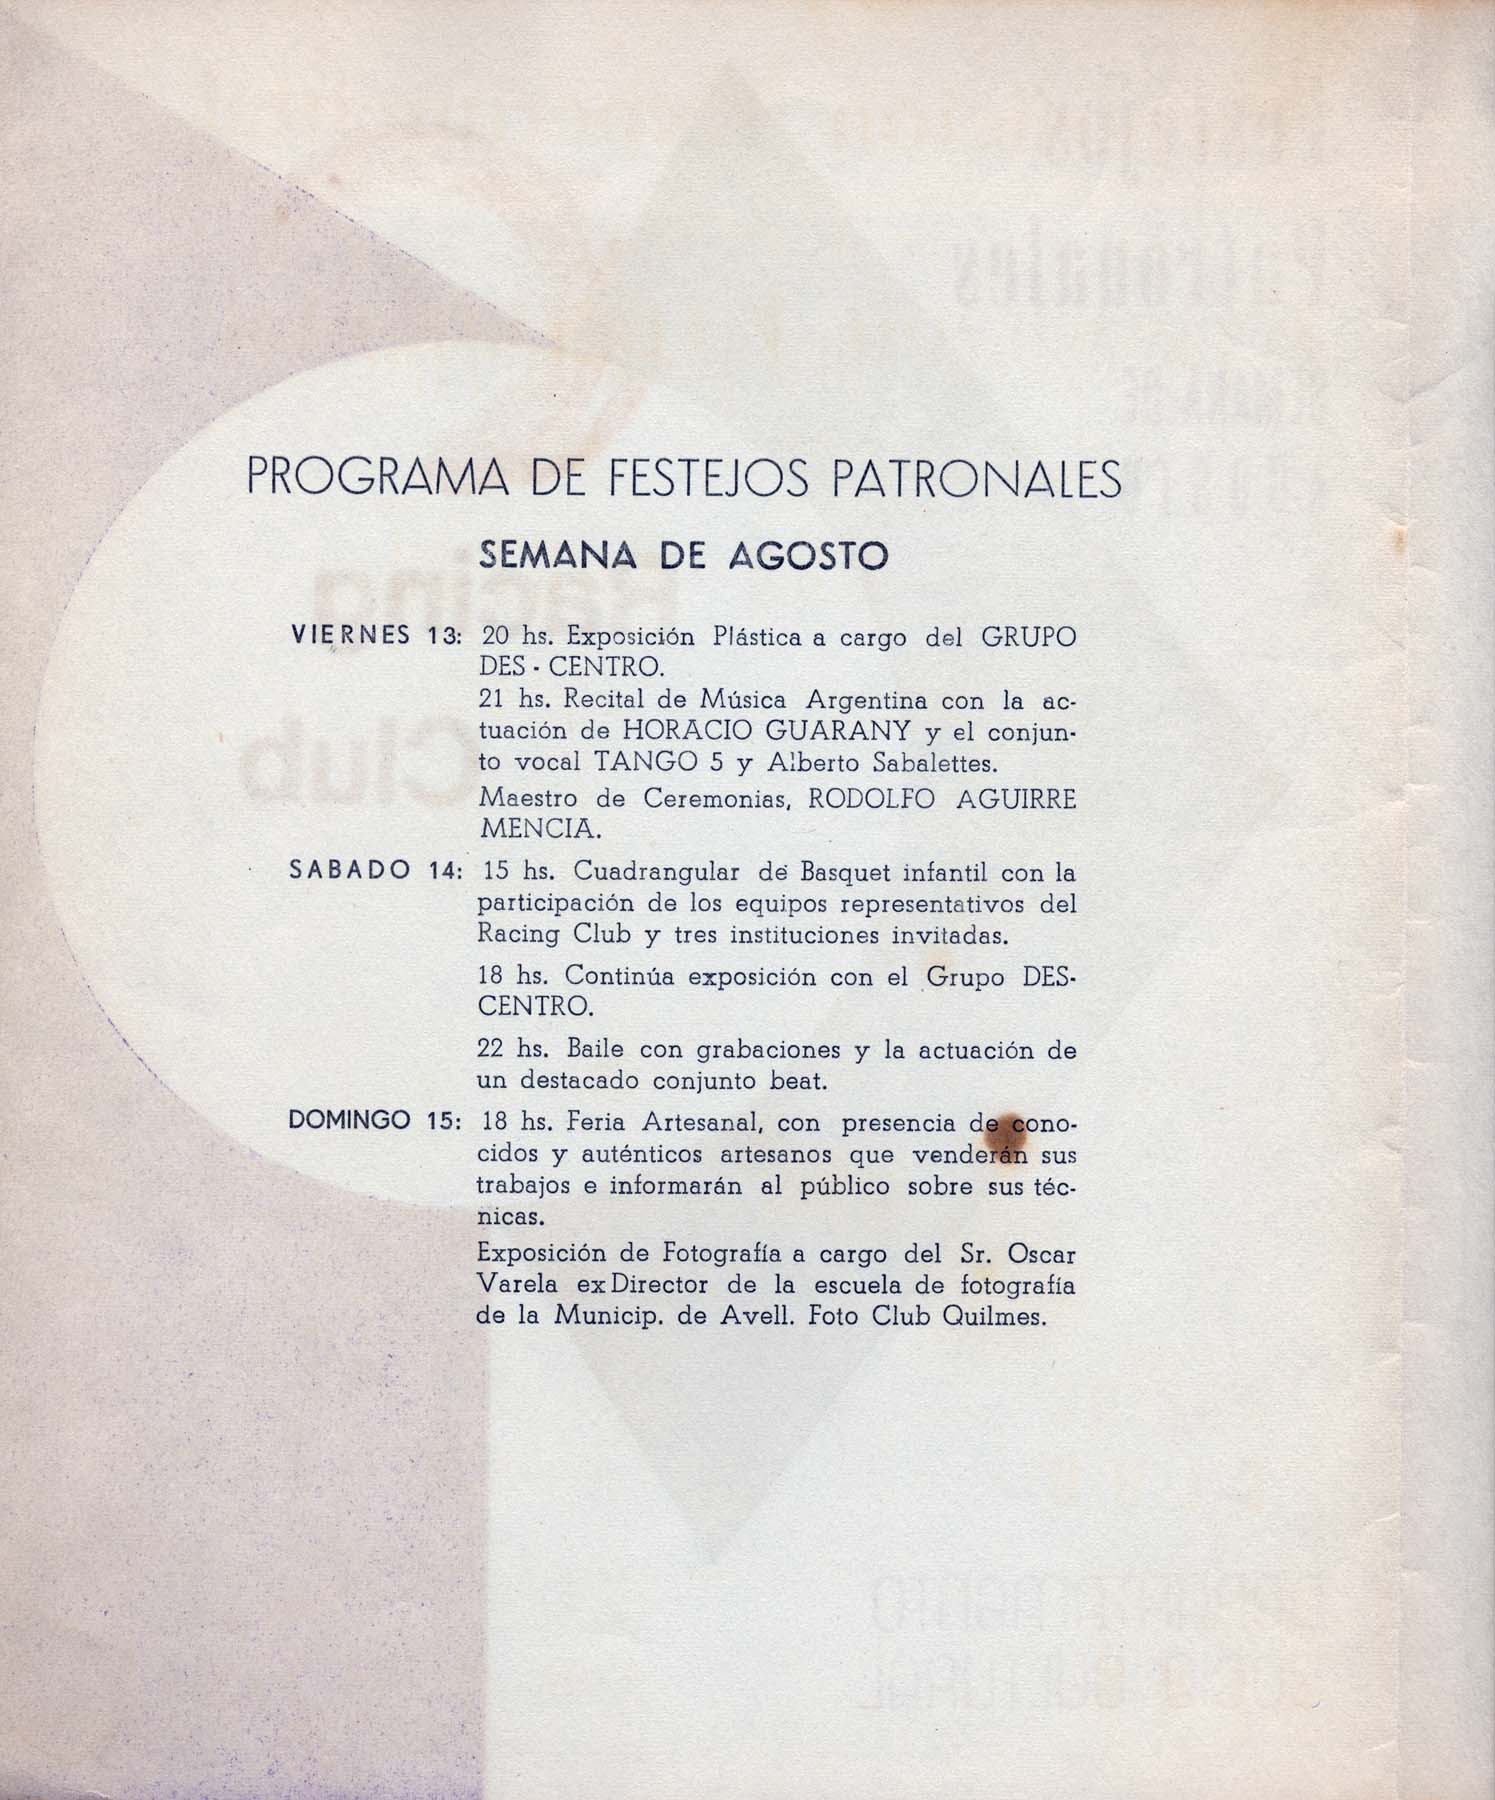 PROGRAMA DE FESTEJOS PATRONALES
SEMANA DE AGOSTO
VIERNES 13: 20 hs. Exposición Plástica a cargo del GRUPO
DES - CENTRO.
21 hs. Recital de Música Argentina con la ac-
tuación de HORACIO GUARANY y el conjun-
to vocal TANGO 5 y Alberto Sabalettes.
Maestro de Ceremonias, RODOLFO AGUIRRE
MENCIA.
SABADO 14: 15 hs. Cuadrangular de Basquet infantil con la
participación de los equipos representativos del
Racing Club y tres instituciones invitadas.
18 hs. Continúa exposición con el Grupo DES-
CENTRO.
22 hs. Baile con grabaciones y la actuación de
un destacado conjunto beat.
DOMINGO 15: 18 hs. Feria Artesanal, con presencia de cono-
cidos y auténticos artesanos que venderán sus
trabajos e informarán al público sobre sus téc-
nicas.
Exposición de Fotografía a cargo del Sr. Oscar
Varela ex Director de la escuela de fotografía
de la Municip. de Avell. Foto Club Quilmes.